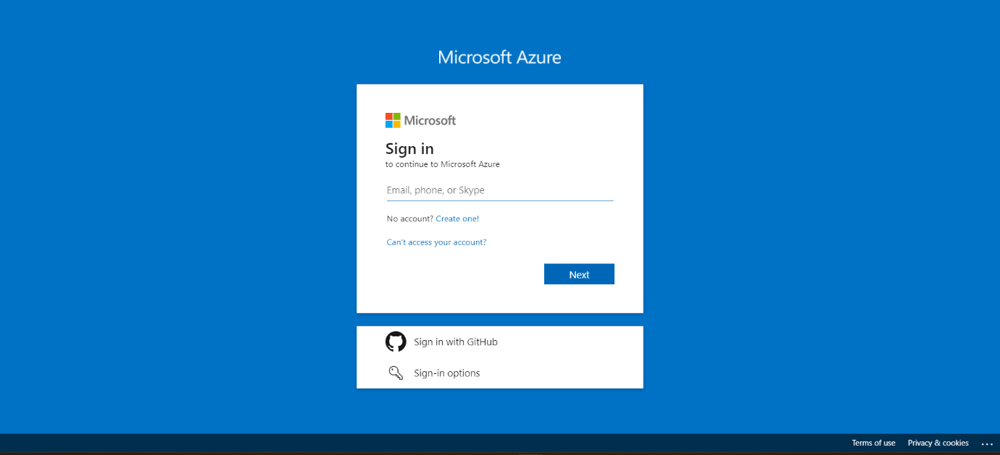 Microsoft Azure
Microsoft
Sign in
to continue to Microsoft Azure
Email, phone, or Skype
No account? Create one!
Can't access your account?
Next
Sign in with GitHub
Sign-in options
Terms of use Privacy & cookies ...